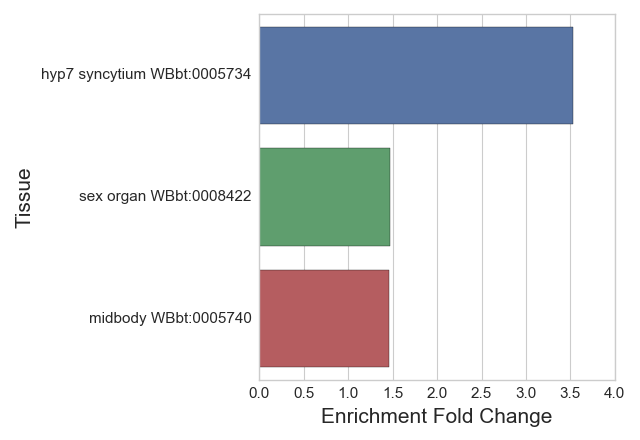 Tissue
hyp7 syncytium WBbt:0005734
sex organ WBbt:0008422
midbody WBbt:0005740
0.0 0.5 1.0 1.5 2.0 2.5 3.0 3.5 4.0
Enrichment Fold Change